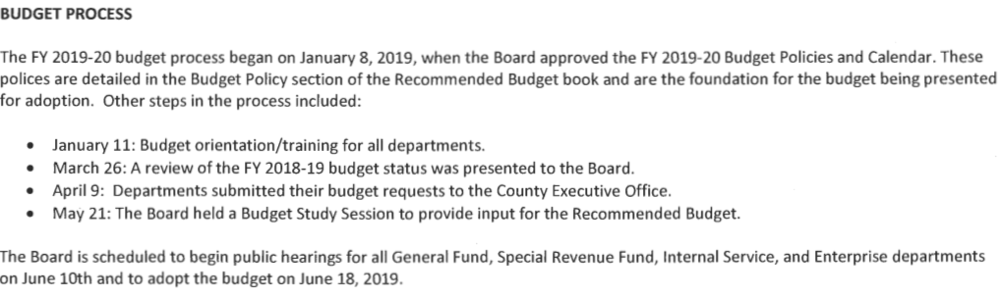 BUDGET PROCESS
The FY 2019-20 budget process began on January 8, 2019, when the Board approved the FY 2019-20 Budget Policies and Calendar. These
polices are detailed in the Budget Policy section of the Recommended Budget book and are the foundation for the budget being presented
for adoption. Other steps in the process included:
• January 11: Budget orientation/training for all departments.
• March 26: A review of the FY 2018-19 budget status was presented to the Board.
• April 9: Departments submitted their budget requests to the County Executive Office.
• May 21: The Board held a Budget Study Session to provide input for the Recommended Budget.
The Board is scheduled to begin public hearings for all General Fund, Special Revenue Fund, Internal Service, and Enterprise departments
on June 10th and to adopt the budget on June 18, 2019.